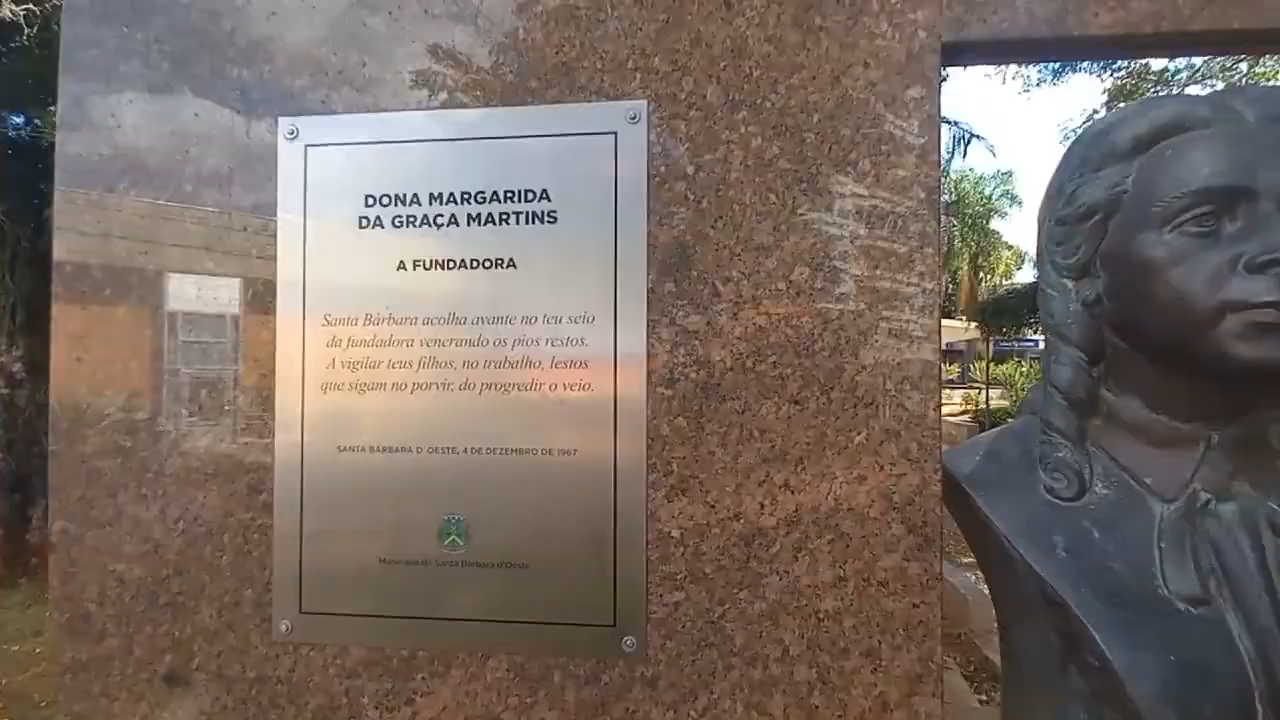 DONA MARGARIDA
DA GRAÇA MARTINS
A FUNDADORA
Santa Bárbara acolha avante no teu seio
da fundadora venerando os pios restos.
A vigilar teus filhos, no trabalho, lestos
que sigam no porvir, do progredir o veio.
SANTA BÁRBARA D´OESTE, 4 DE DEZEMBRO DE 1967
Município de Santa Bárbara d'Oeste